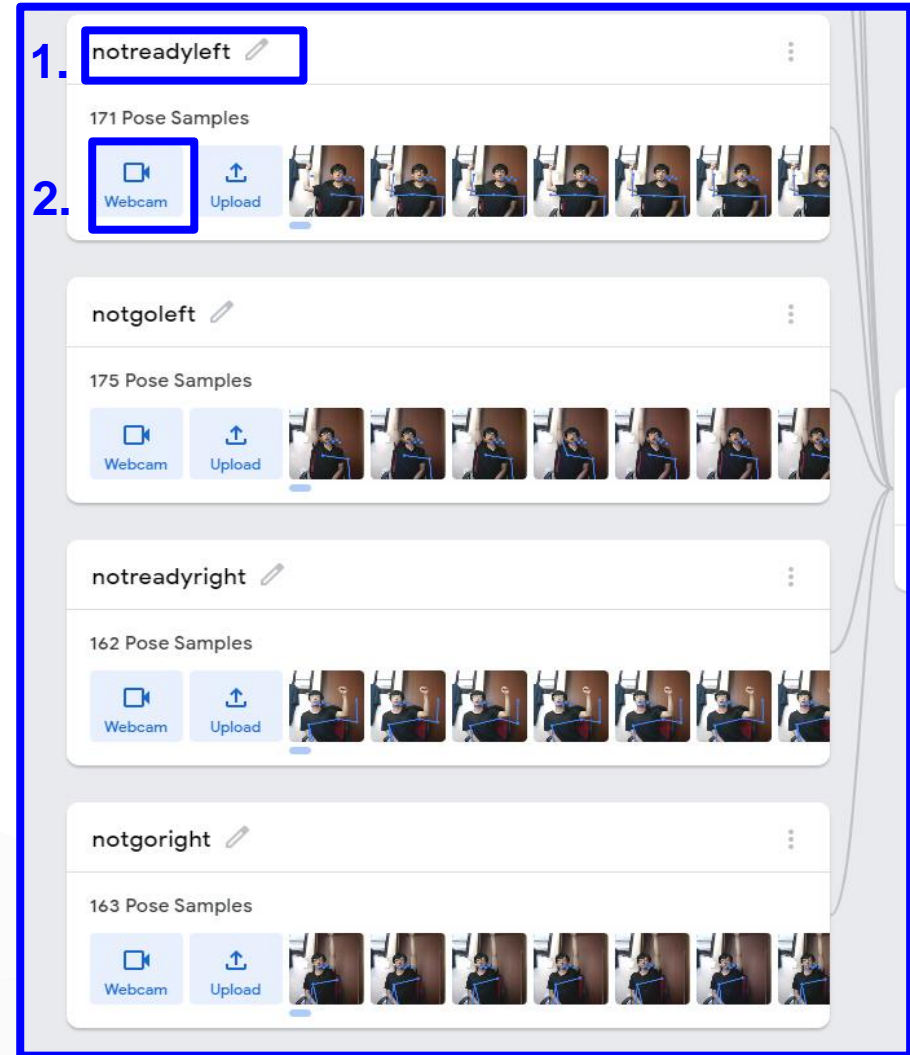 1. notreadyleft
171 Pose Samples
2. Webcam Upload
notgoleft
175 Pose Samples
Webcam Upload
notreadyright
162 Pose Samples
Webcam Upload
notgoright
163 Pose Samples
Webcam Upload